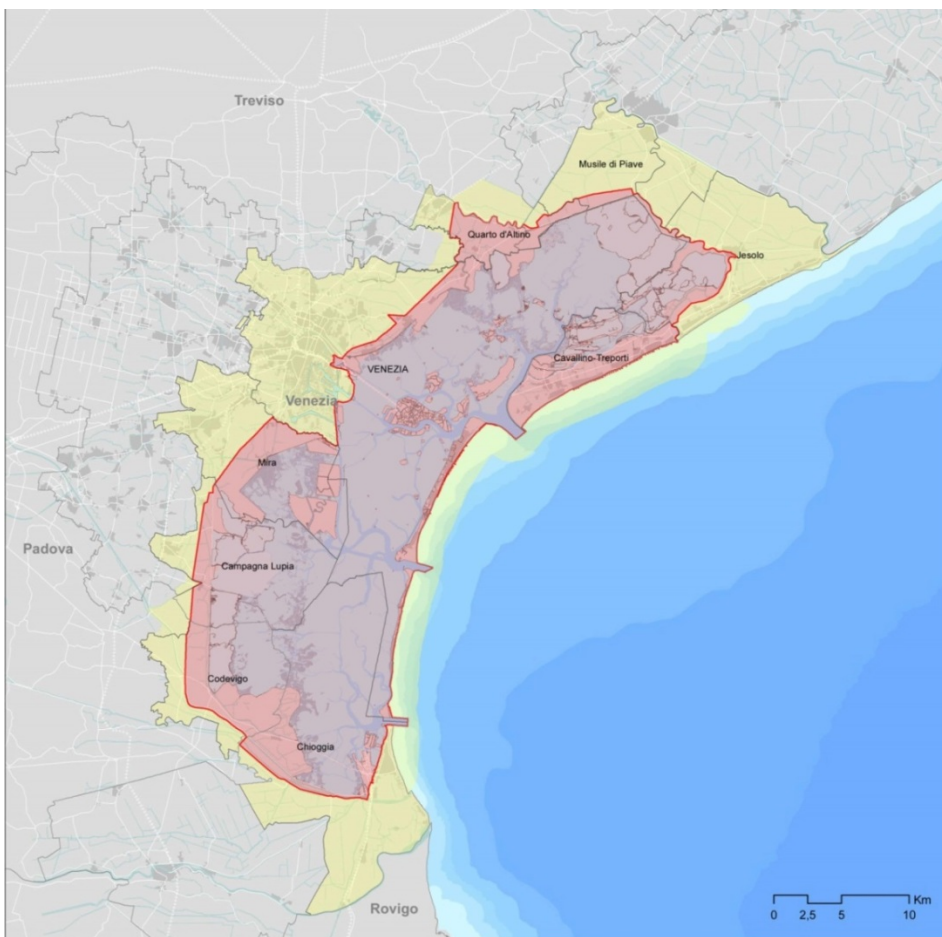 Treviso
Musile di Piave
Quarto d'Altino
Jesolo
Cavallino-Treporti
VENEZIA
Venezia
Mira
Padova
Campagna Lupia
Codevigo
Chioggia
Rovigo
Km
0 2,5 5 10